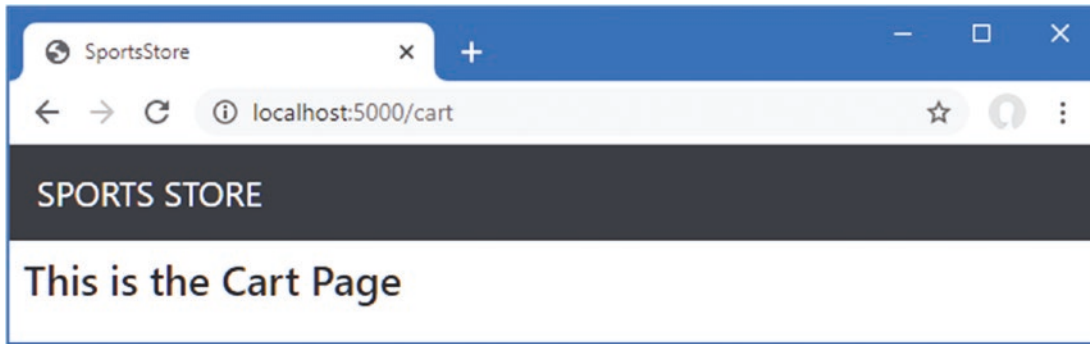 SportsStore
localhost:5000/cart
SPORTS STORE
This is the Cart Page